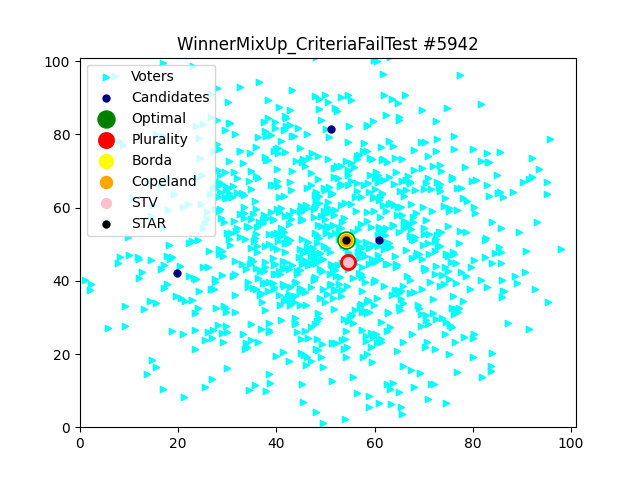 WinnerMixUp_CriteriaFailTest #5942
100
80
60
40
20
0
0 20 40 60 80 100
Voters
Candidates
Optimal
Plurality
Borda
Copeland
STV
STAR